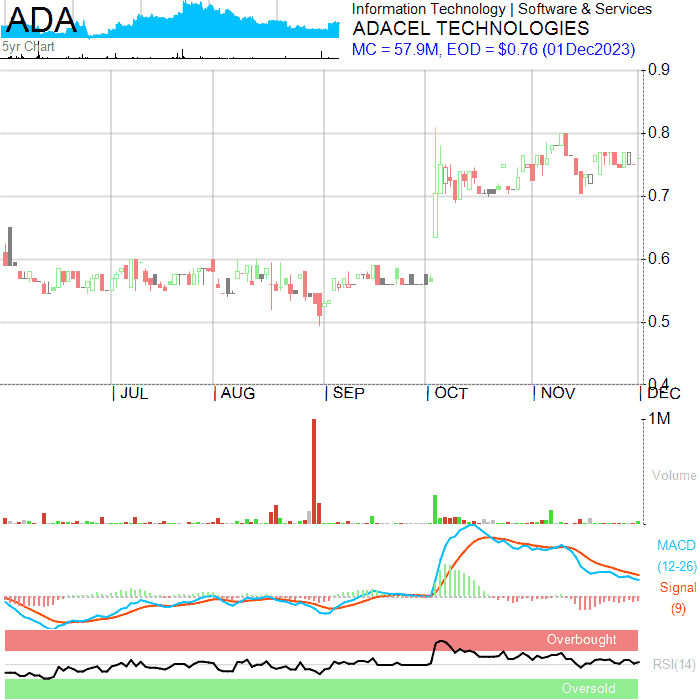 ADA
5yr Chart
Information Technology | Software & Services
ADACEL TECHNOLOGIES
MC = 57.9M, EOD = $0.76 (01Dec2023)
0.9
0.8
0.7
0.6
0.5
0.4
| JUL | AUG | SEP | OCT | NOV | DEC
1M
Volume
MACD
(12-26)
Signal
(9)
Overbought
RSI(14)
Oversold